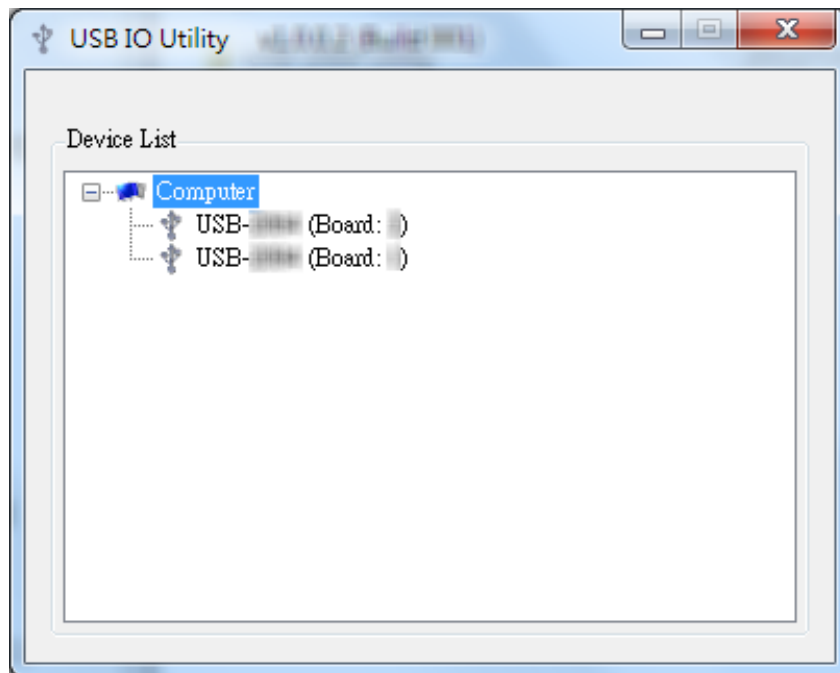 USB IO Utility
Device List
Computer
USB- (Board: )
USB- (Board: )